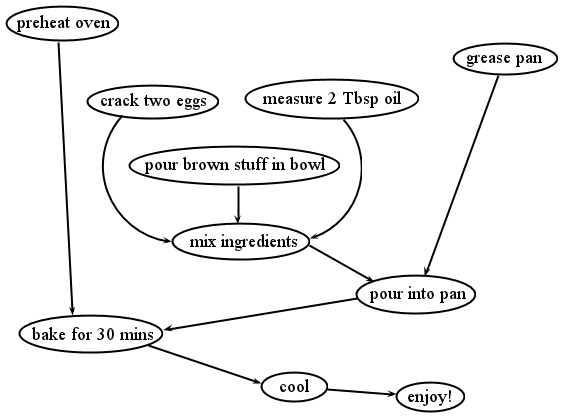 preheat oven
grease pan
crack two eggs
measure 2 Tbsp oil
pour brown stuff in bowl
mix ingredients
pour into pan
bake for 30 mins
cool
enjoy!